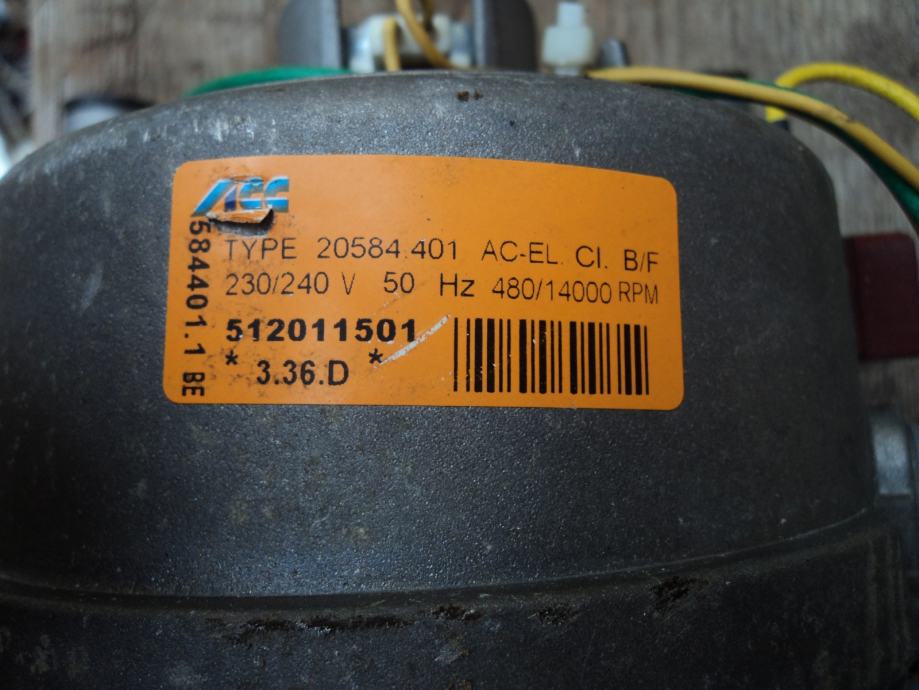 ACC
TYPE 20584.401 AC-EL. Cl. B/F
230/240 V 50 Hz 480/14000 RPM
512011501
* 3.36.D *
584401.1 BE